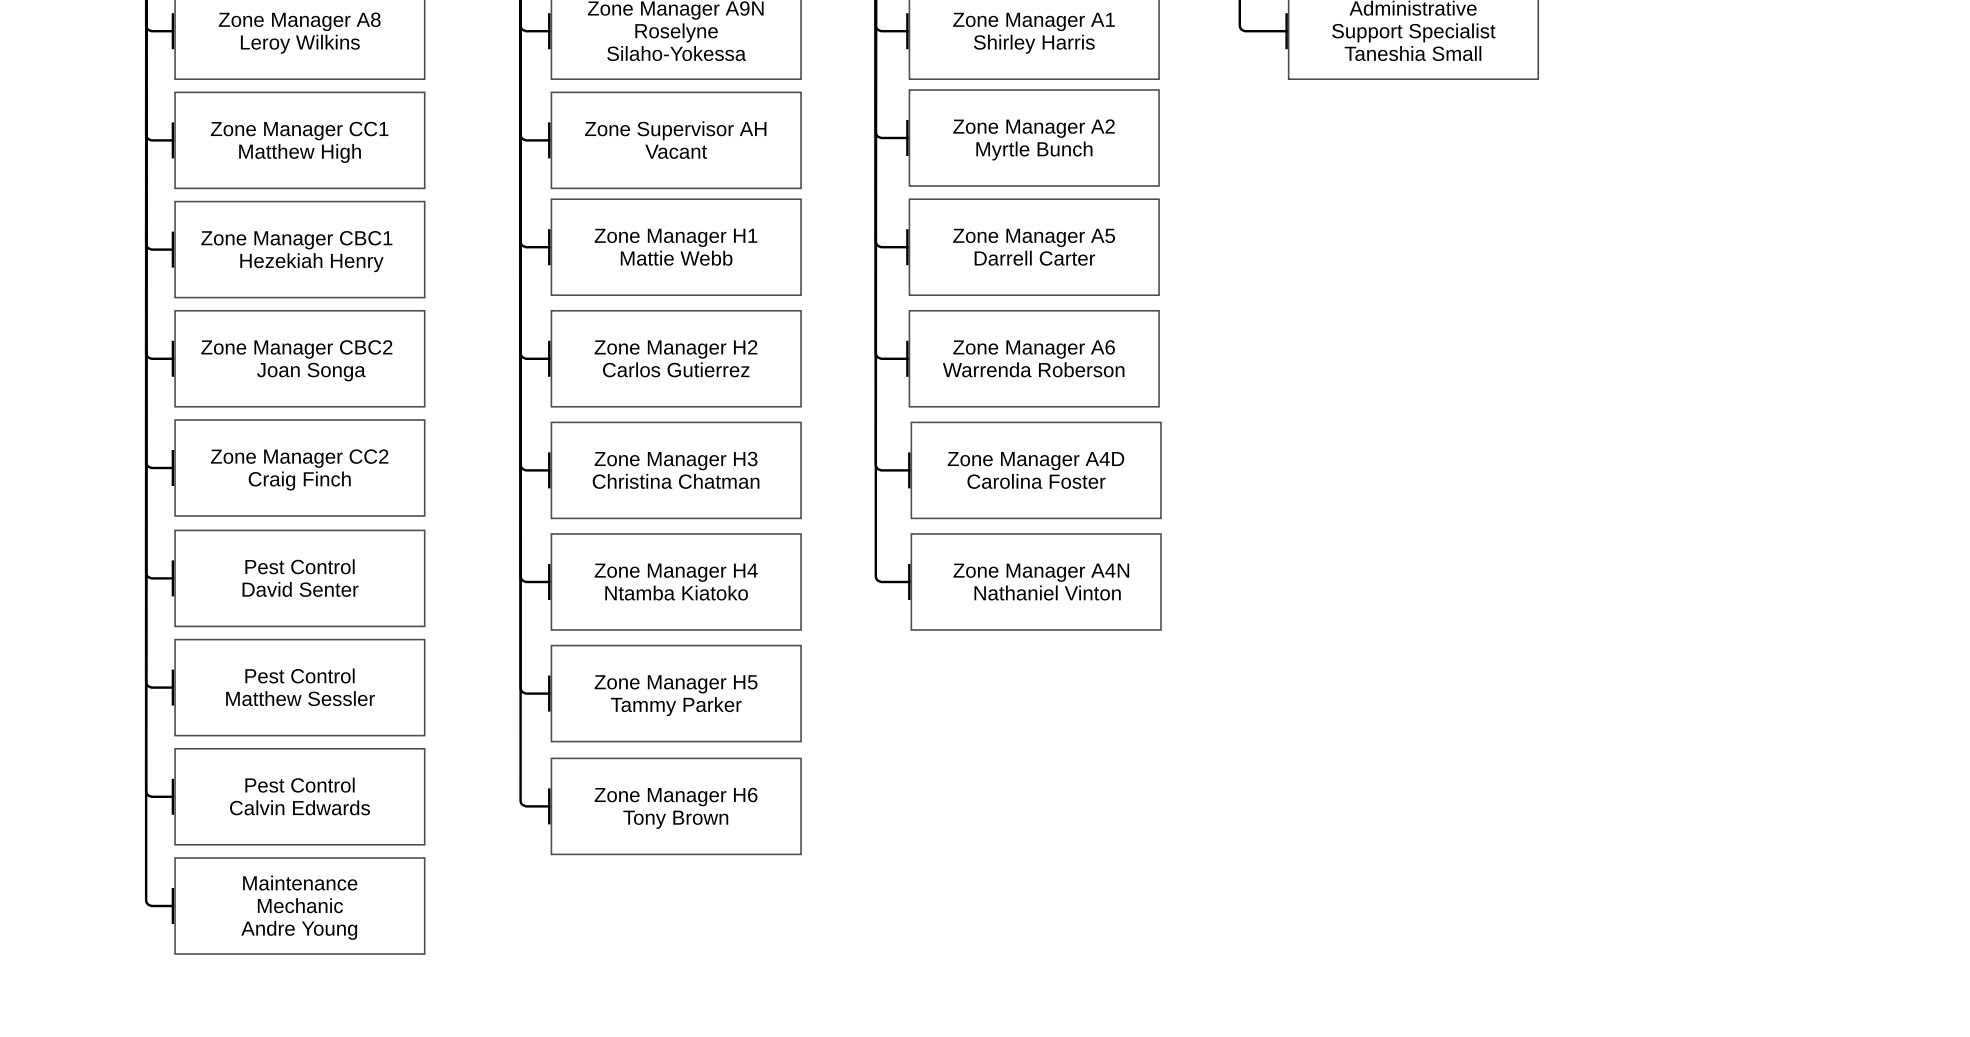 Zone Manager A8
Leroy Wilkins
Zone Manager CC1
Matthew High
Zone Manager CBC1
Hezekiah Henry
Zone Manager CBC2
Joan Songa
Zone Manager CC2
Craig Finch
Pest Control
David Senter
Pest Control
Matthew Sessler
Pest Control
Calvin Edwards
Maintenance
Mechanic
Andre Young
Zone Manager A9N
Roselyne
Silaho-Yokessa
Zone Supervisor AH
Vacant
Zone Manager H1
Mattie Webb
Zone Manager H2
Carlos Gutierrez
Zone Manager H3
Christina Chatman
Zone Manager H4
Ntamba Kiatoko
Zone Manager H5
Tammy Parker
Zone Manager H6
Tony Brown
Zone Manager A1
Shirley Harris
Zone Manager A2
Myrtle Bunch
Zone Manager A5
Darrell Carter
Zone Manager A6
Warrenda Roberson
Zone Manager A4D
Carolina Foster
Zone Manager A4N
Nathaniel Vinton
Administrative
Support Specialist
Taneshia Small